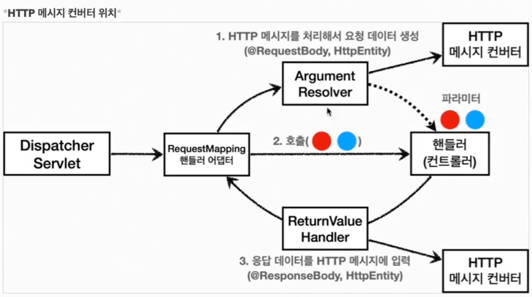 *HTTP 메시지 컨버터 위치*
1. HTTP 메시지를 처리해서 요청 데이터 생성
(@RequestBody, HttpEntity)
HTTP
메시지 컨버터
Argument
Resolver
파라미터
Dispatcher
Servlet
RequestMapping
핸들러 어댑터
2. 호출( )
핸들러
(컨트롤러)
ReturnValue
Handler
3. 응답 데이터를 HTTP 메시지에 입력
(@ResponseBody, HttpEntity)
HTTP
메시지 컨버터